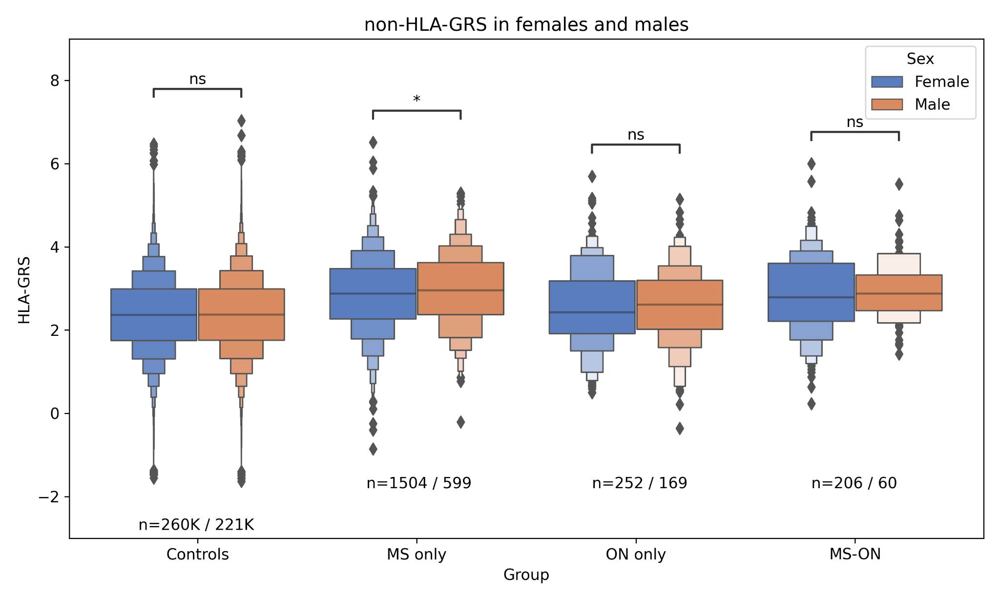 non-HLA-GRS in females and males
Sex
Female
Male
HLA-GRS
8
6
4
2
0
−2
ns
*
ns
ns
n=260K / 221K
n=1504 / 599
n=252 / 169
n=206 / 60
Controls
MS only
ON only
MS-ON
Group